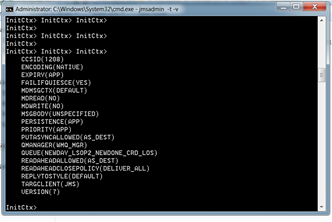 Administrator: C:\Windows\System32\cmd.exe - jmsadmin -t -v
InitCtx> InitCtx> InitCtx>
InitCtx> InitCtx> InitCtx>
InitCtx>
InitCtx> InitCtx> InitCtx>
CCSID(1208)
ENCODING(NATIVE)
EXPIRY(APP)
FAILIFQUIESCE(YES)
MDMSGCTX(DEFAULT)
MDREAD(NO)
MDWRITE(NO)
MSGBODY(UNSPECIFIED)
PERSISTENCE(APP)
PRIORITY(APP)
PUTASYNCALLOWED(AS_DEST)
QMANAGER(WMQ_MGR)
QUEUE(NEWDAY_LSOP2_NEWDONE_CRD_LOS)
READAHEADALLOWED(AS_DEST)
READAHEADCLOSEPOLICY(DELIVER_ALL)
REPLYTOSTYLE(DEFAULT)
TARGCLIENT(JMS)
VERSION(7)
InitCtx>